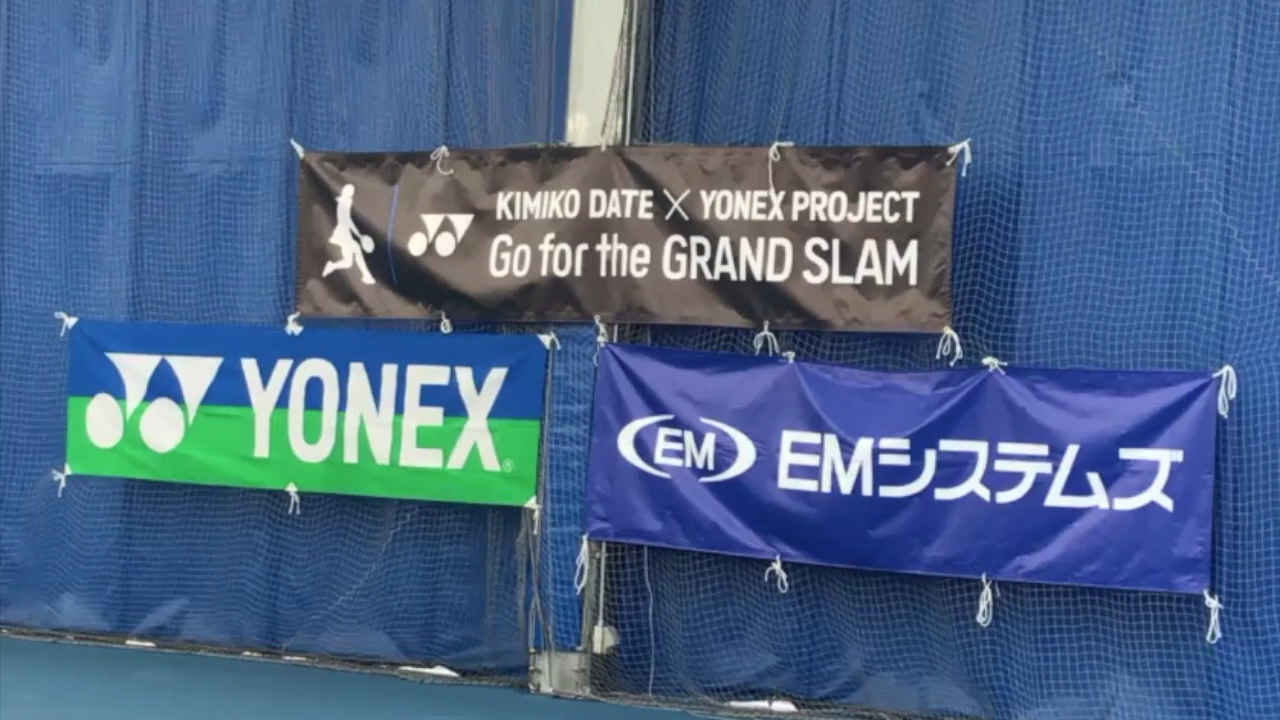 KIMIKO DATE × YONEX PROJECT
Go for the GRAND SLAM
YONEX®
EM EMシステムズ